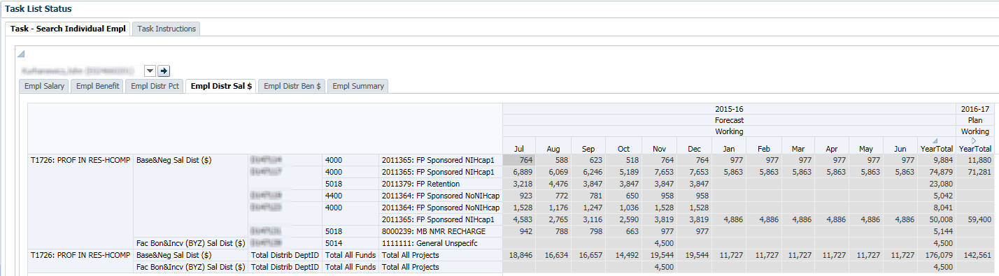 Task List Status
Task - Search Individual Empl Task Instructions
Empl Salary Empl Benefit Empl Distr Pct Empl Distr Sal $ Empl Distr Ben $ Empl Summary
2015-16 2016-17
Forecast Plan
Working Working
Jul Aug Sep Oct Nov Dec Jan Feb Mar Apr May Jun YearTotal YearTotal
T1726: PROF IN RES-HCOMP Base&Neg Sal Dist ($) 4000 2011365: FP Sponsored NIHcap1 764 588 623 518 764 764 977 977 977 977 977 977 9,884 11,880
6,889 6,069 6,246 5,189 7,653 7,653 5,863 5,863 5,863 5,863 5,863 5,863 74,879 71,281
5018 2011379: FP Retention 3,218 4,476 3,847 3,847 3,847 3,847 23,080
4400 2011364: FP Sponsored NoNIHcap 923 772 781 650 958 958 5,042
4000 2011364: FP Sponsored NoNIHcap 1,528 1,176 1,247 1,036 1,528 1,528 8,041
2011365: FP Sponsored NIHcap1 4,583 2,765 3,116 2,590 3,819 3,819 4,886 4,886 4,886 4,886 4,886 4,886 50,008 59,400
5018 8000239: MB NMR RECHARGE 942 788 798 663 977 977 5,144
Fac Bon&Incv (BYZ) Sal Dist ($) 5014 1111111: General Unspecifc 4,500 4,500
T1726: PROF IN RES-HCOMP Base&Neg Sal Dist ($) Total Distrib DeptID Total All Funds Total All Projects 18,846 16,634 16,657 14,492 19,544 19,544 11,727 11,727 11,727 11,727 11,727 11,727 176,079 142,561
Fac Bon&Incv (BYZ) Sal Dist ($) Total Distrib DeptID Total All Funds Total All Projects 4,500 4,500